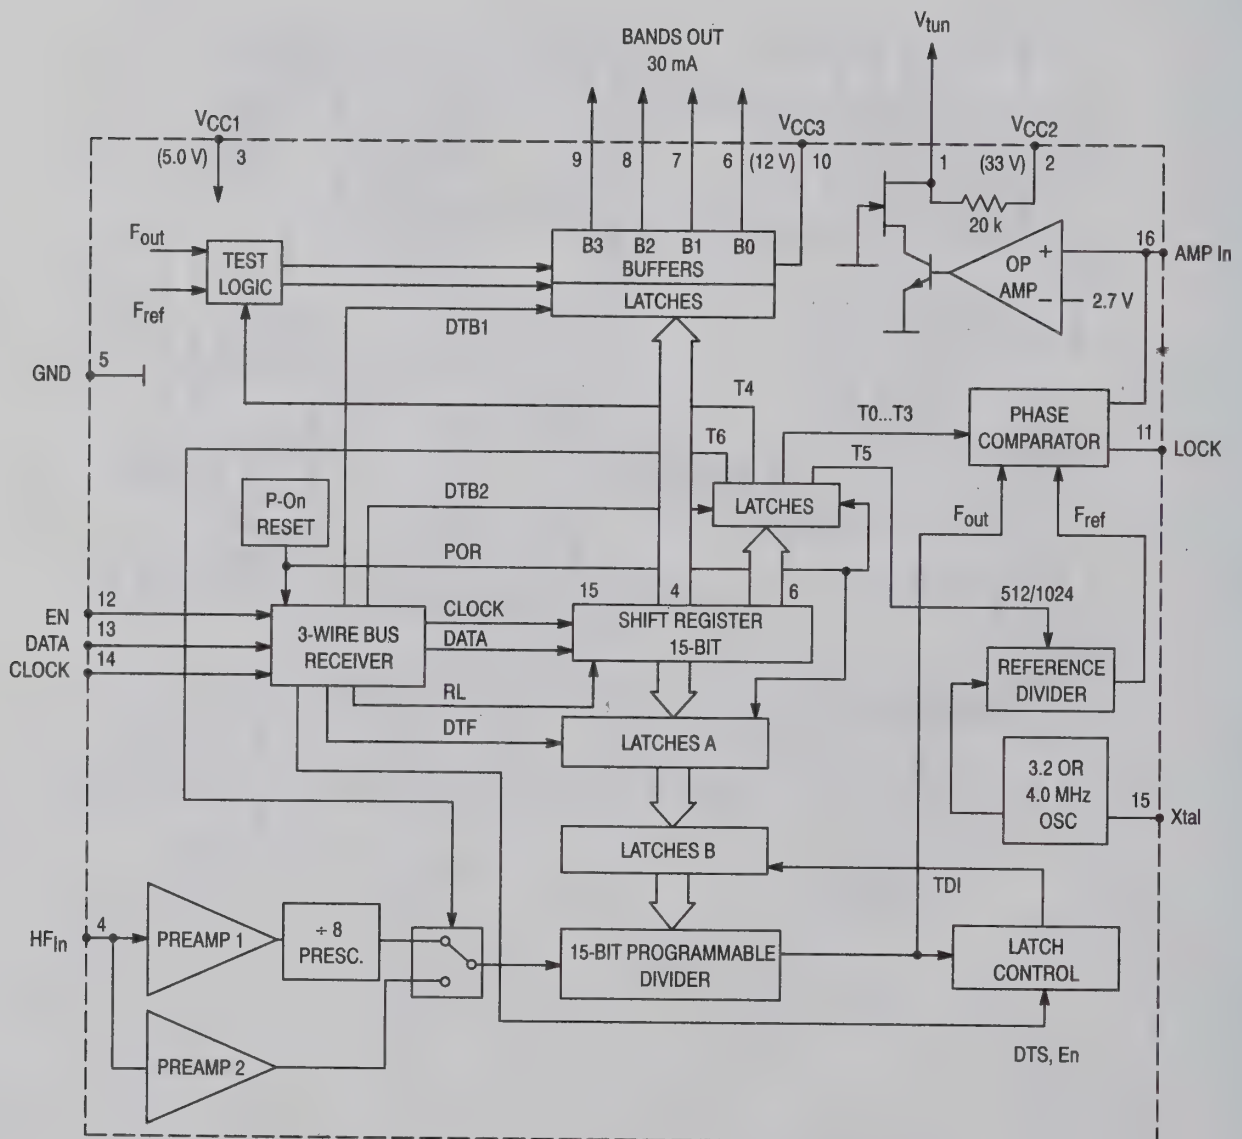 Vtun
BANDS OUT
30 mA
VCC1
(5.0 V) 3
9 8 7 6
VCC3
(12 V) 10
1
VCC2
(33 V) 2
20 k
Fout
Fref
TEST
LOGIC
B3 B2 B1 B0
BUFFERS
LATCHES
DTB1
OP
AMP
+
–
2.7 V
16
AMP In
GND
5
T4
T6
T0...T3
T5
PHASE
COMPARATOR
11
LOCK
P-On
RESET
DTB2
LATCHES
Fout
Fref
POR
15 4 6
512/1024
EN
12
DATA
13
CLOCK
14
3-WIRE BUS
RECEIVER
CLOCK
DATA
SHIFT REGISTER
15-BIT
RL
DTF
REFERENCE
DIVIDER
LATCHES A
3.2 OR
4.0 MHz
OSC
15
Xtal
LATCHES B
TDI
HFIn
4
PREAMP 1
÷ 8
PRESC.
15-BIT PROGRAMMABLE
DIVIDER
LATCH
CONTROL
PREAMP 2
DTS, En